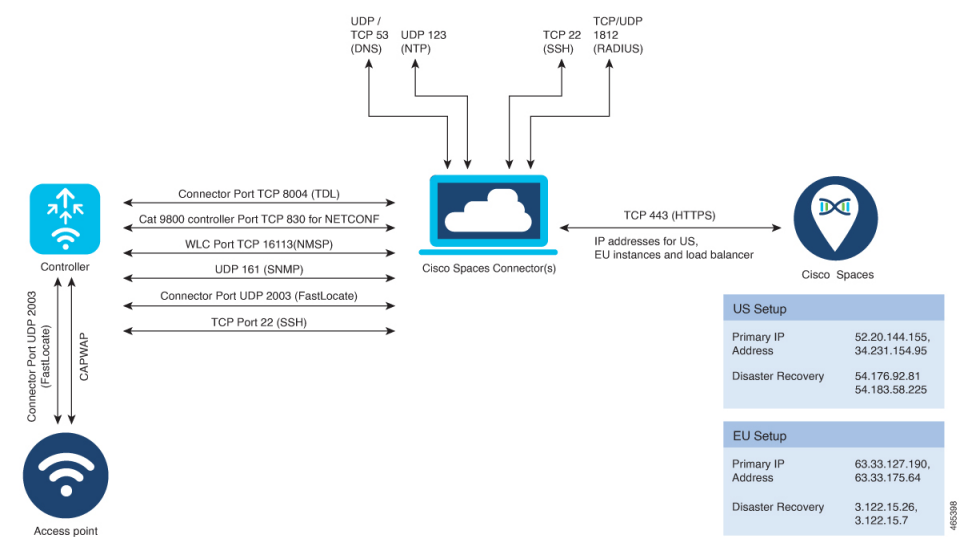 UDP /
TCP 53
(DNS)
UDP 123
(NTP)
TCP 22
(SSH)
TCP/UDP
1812
(RADIUS)
Connector Port TCP 8004 (TDL)
Cat 9800 controller Port TCP 830 for NETCONF
WLC Port TCP 16113(NMSP)
UDP 161 (SNMP)
Connector Port UDP 2003 (FastLocate)
TCP Port 22 (SSH)
Controller
Cisco Spaces Connector(s)
TCP 443 (HTTPS)
IP addresses for US,
EU instances and load balancer
Cisco Spaces
Connector Port UDP 2003
(FastLocate)
CAPWAP
Access point
US Setup
Primary IP
Address
52.20.144.155,
34.231.154.95
Disaster Recovery
54.176.92.81
54.183.58.225
EU Setup
Primary IP
Address
63.33.127.190,
63.33.175.64
Disaster Recovery
3.122.15.26,
3.122.15.7
465398